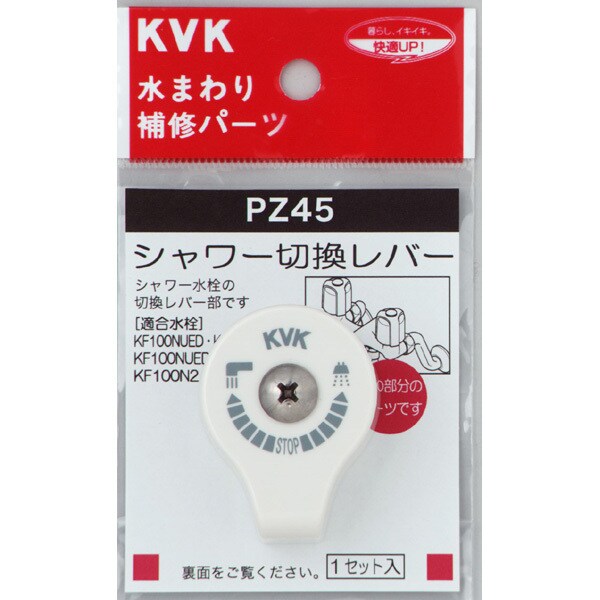 KVK
暮らし、イキイキ。
快適UP!
水まわり
補修パーツ
PZ45
シャワー切換レバー
シャワー水栓の
切換レバー部です
[適合水栓]
KF100NUED・
KF100NUED
KF100N2
KVK
STOP
部分の
ーツです
裏面をご覧ください。
1セット入